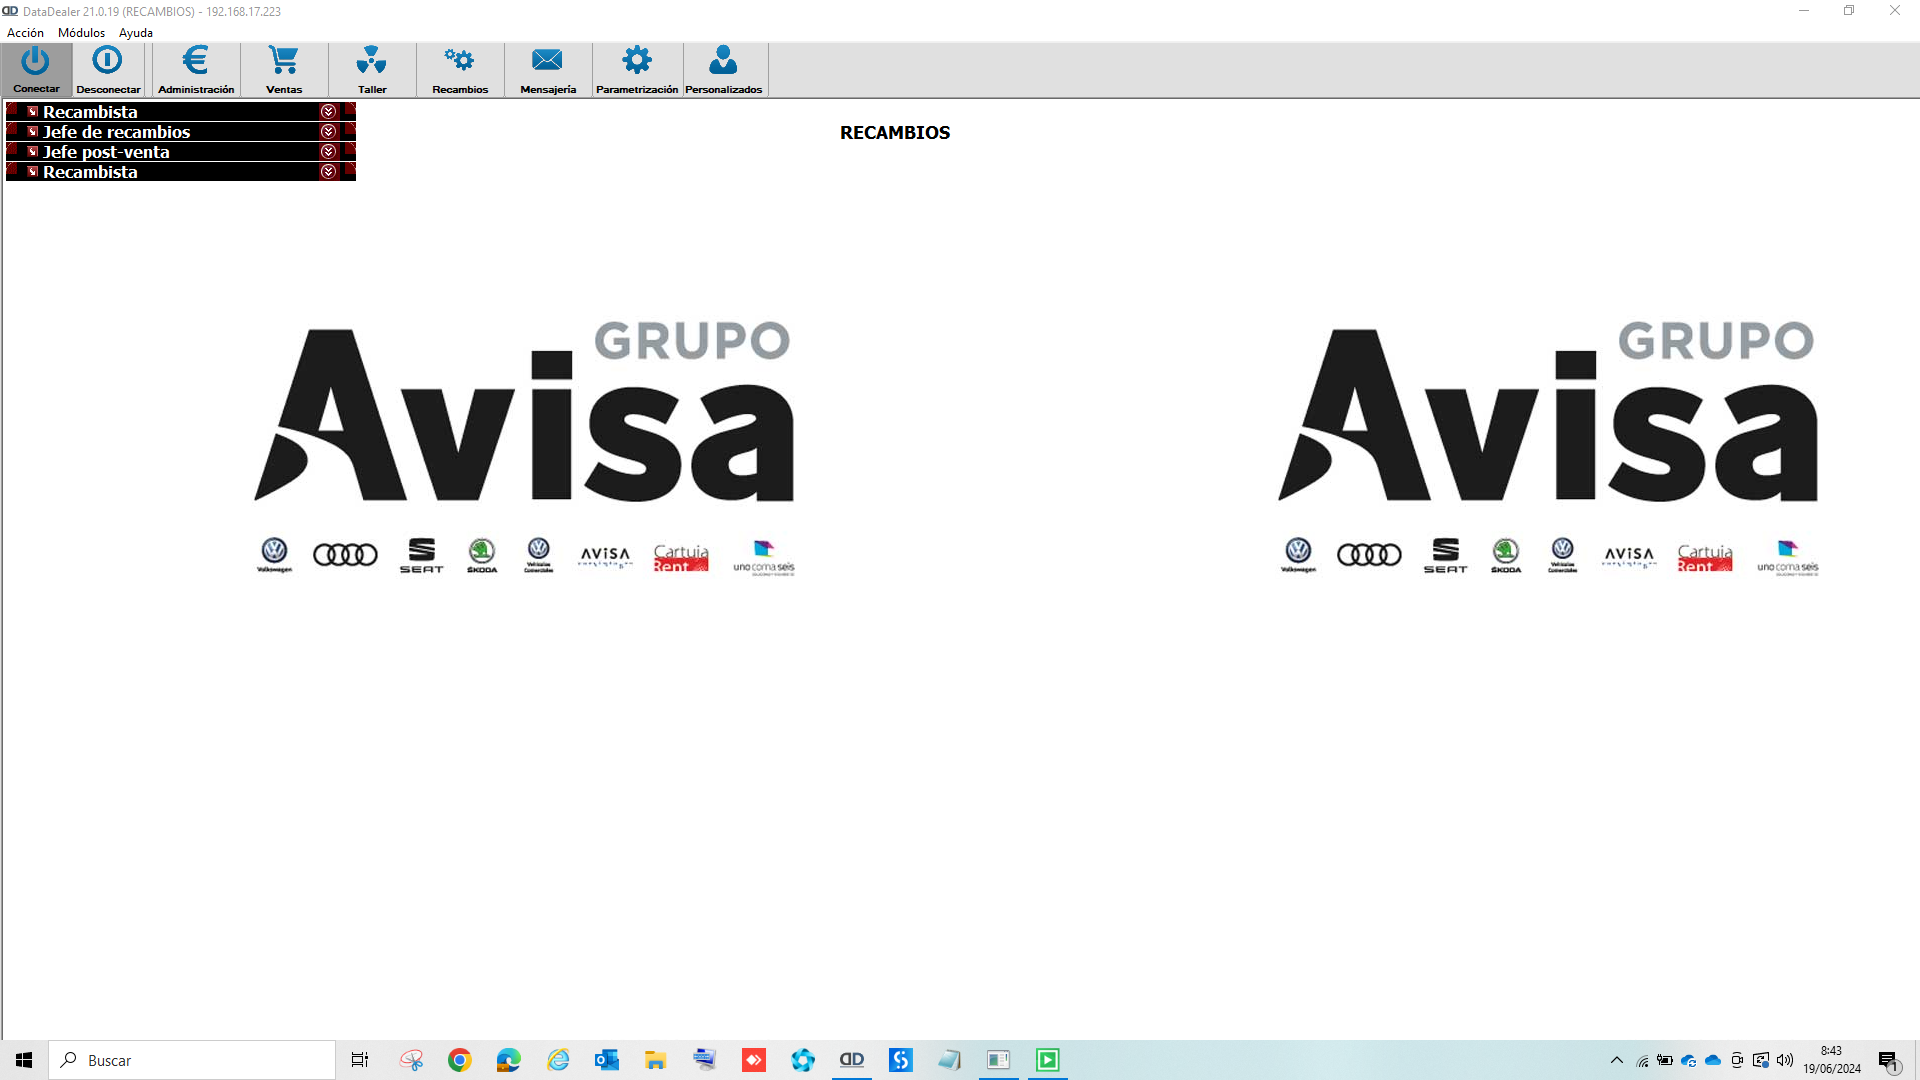 DataDealer 21.0.19 (RECAMBIOS) - 192.168.17.223
Acción Módulos Ayuda
Conectar Desconectar Administración Ventas Taller Recambios Mensajería Parametrización Personalizados
Recambista
Jefe de recambios
Jefe post-venta
Recambista
RECAMBIOS
GRUPO
Avisa
Volkswagen
SEAT
ŠKODA
Vehículos
Comerciales
AVISA
Cartuja
Rent
uno coma seis
GRUPO
Avisa
Volkswagen
SEAT
ŠKODA
Vehículos
Comerciales
AVISA
Cartuja
Rent
uno coma seis
Buscar
8:43
19/06/2024
1